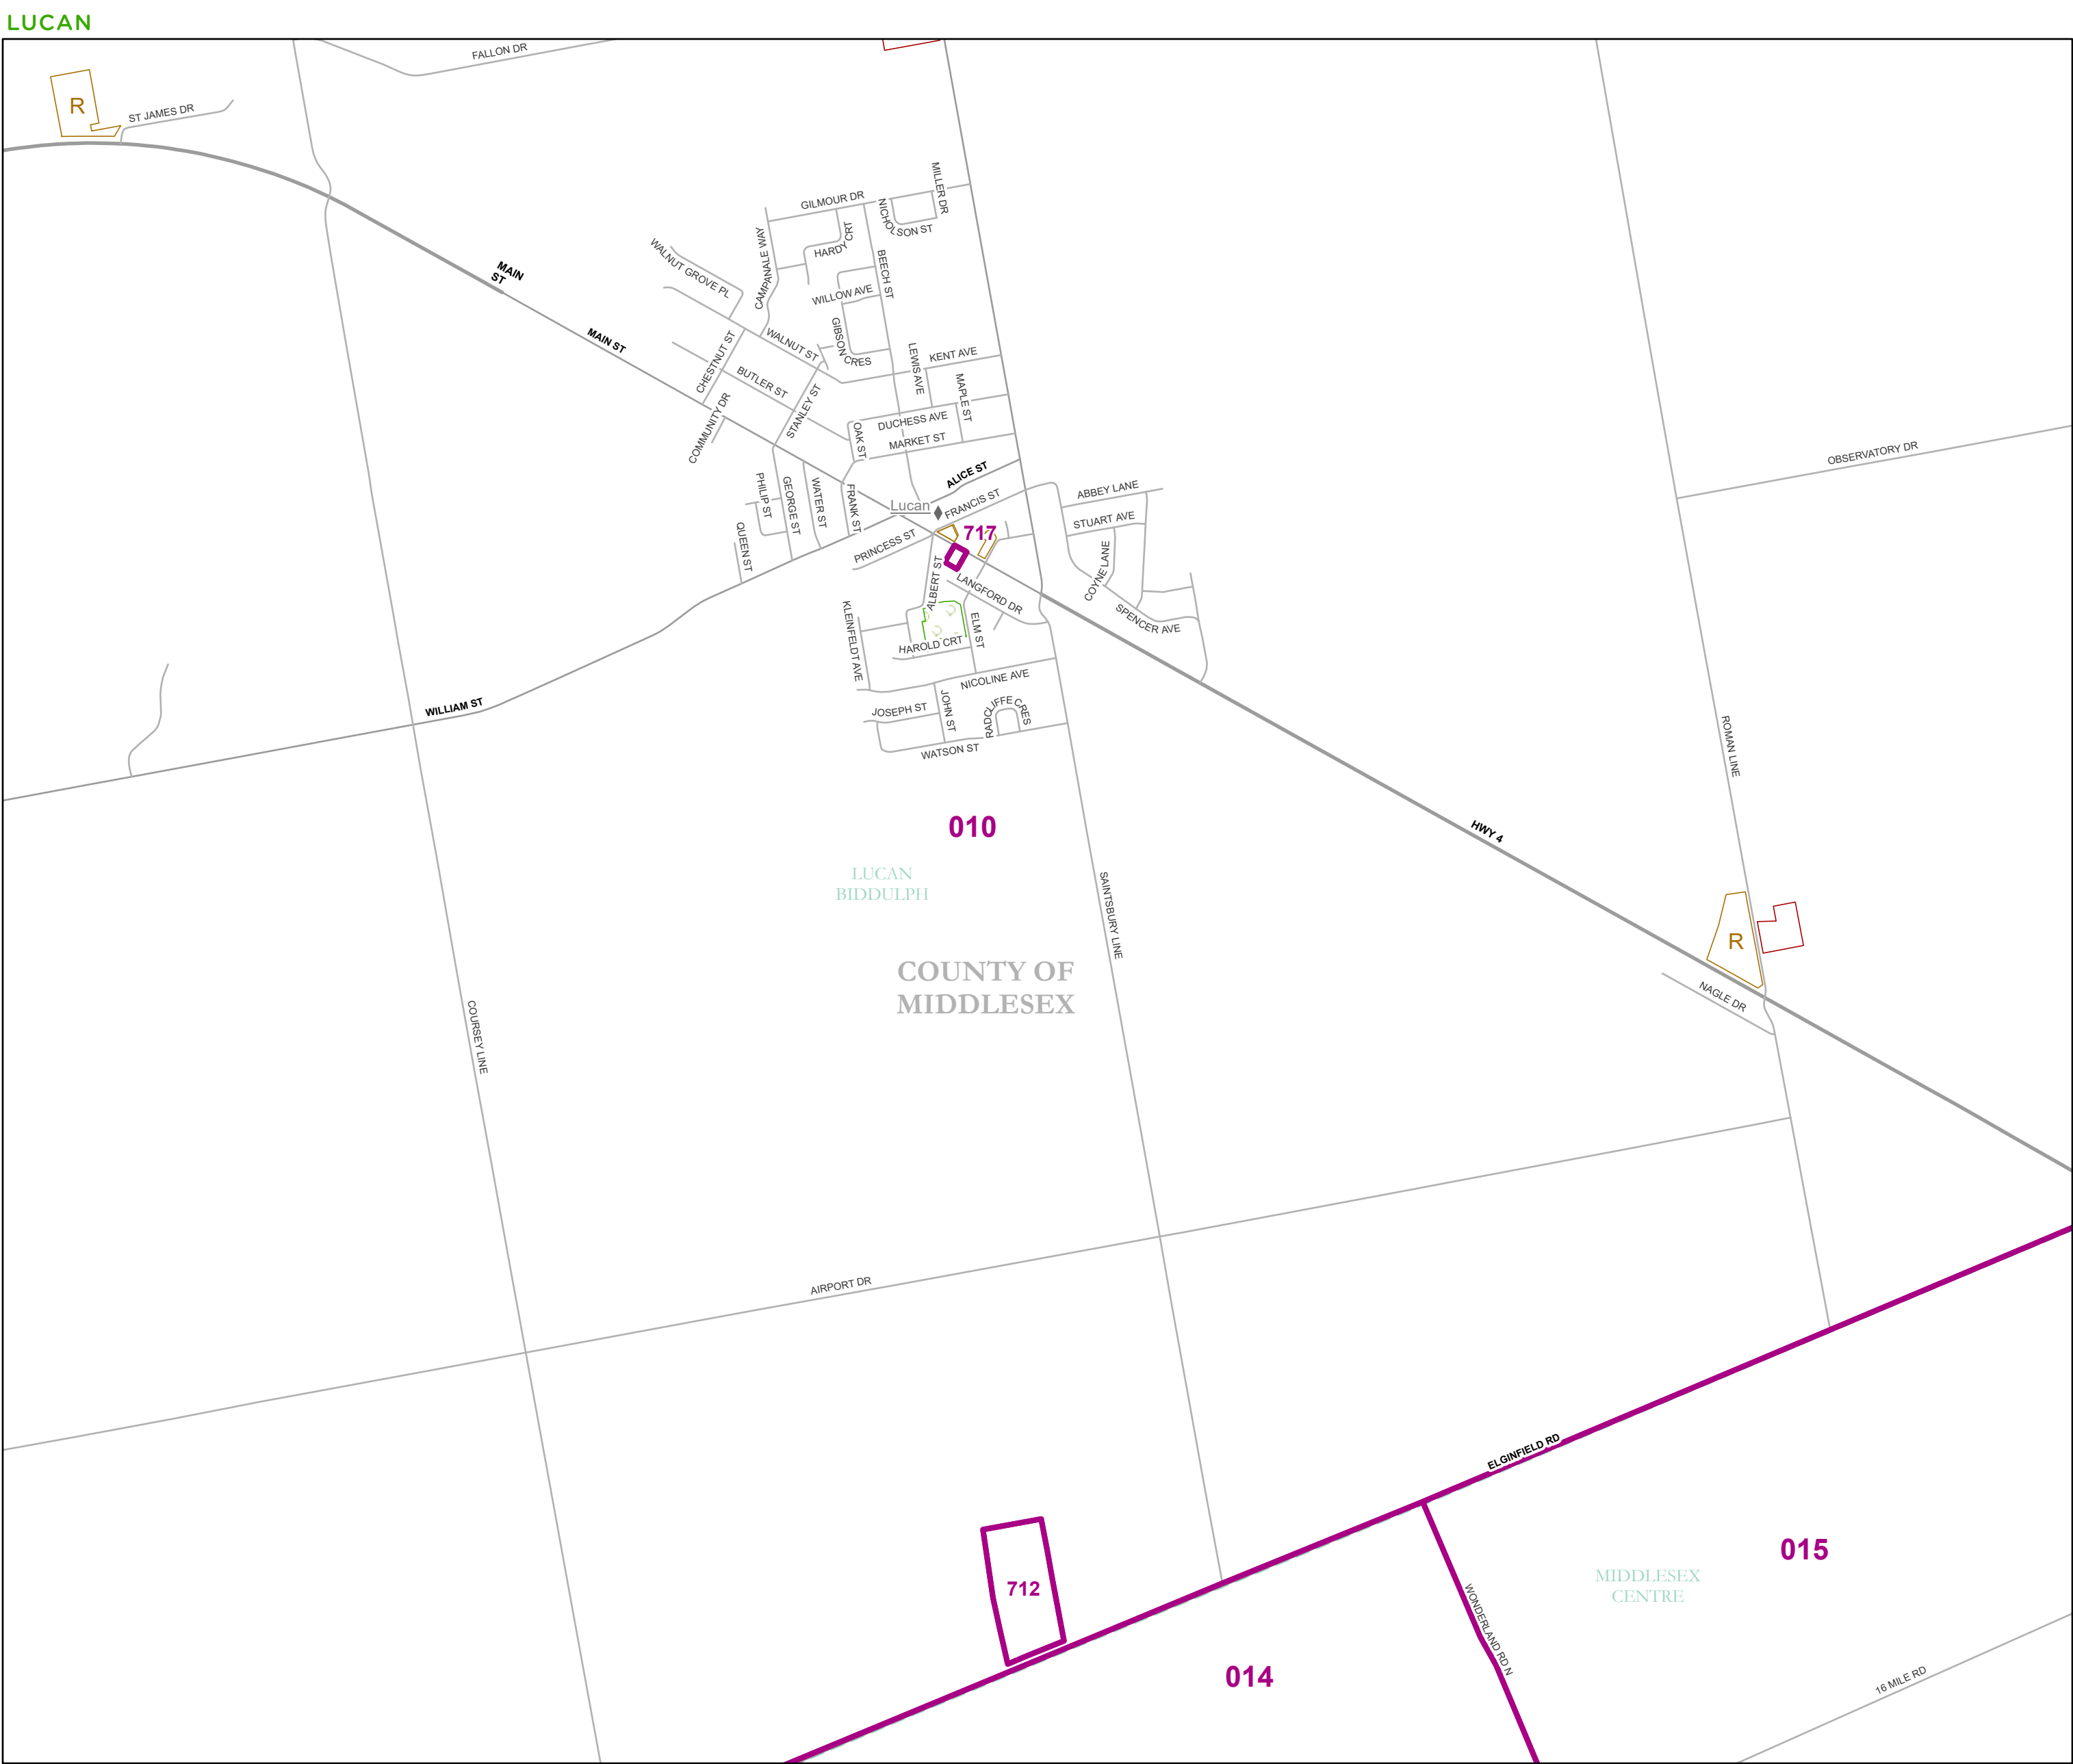 LUCAN
FALLON DR
R
ST JAMES DR
MILLER DR
GILMOUR DR
NICHOLSON ST
CRT
HARDY
CAMPANALE WAY
WALNUT GROVE PL
BEECH ST
MAIN
ST
WILLOW AVE
MAIN ST
GIBSON
CRES
WALNUT ST
CHESTNUT ST
LEWIS AVE
KENT AVE
BUTLER ST
MAPLE ST
STANLEY ST
COMMUNITY DR
DUCHESS AVE
OAK ST
MARKET ST
OBSERVATORY DR
ALICE ST
PHILIP ST
GEORGE ST
WATER ST
FRANK ST
Lucan
FRANCIS ST
ABBEY LANE
STUART AVE
QUEEN ST
PRINCESS ST
717
COYNE LANE
ALBERT ST
LANGFORD DR
SPENCER AVE
KLEINFELDT AVE
ELM ST
HAROLD CRT
NICOLINE AVE
WILLIAM ST
JOSEPH ST
JOHN ST
RADCLIFFE CRES
WATSON ST
ROMAN LINE
010
HWY 4
LUCAN
BIDDULPH
SAINTSBURY LINE
R
COUNTY OF
MIDDLESEX
NAGLE DR
COURSEY LINE
AIRPORT DR
ELGINFIELD RD
015
712
MIDDLESEX
CENTRE
WONDERLAND RD N
014
16 MILE RD